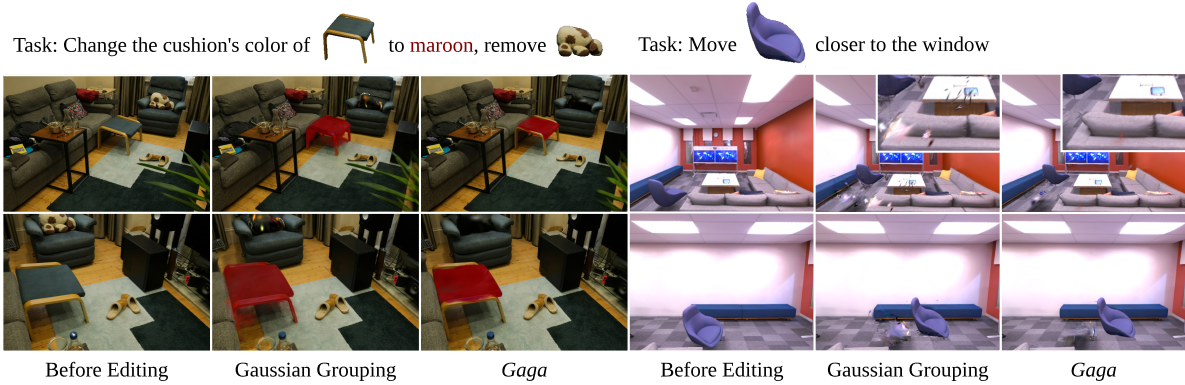 Task: Change the cushion's color of to maroon, remove
Task: Move closer to the window
Before Editing Gaussian Grouping Gaga Before Editing Gaussian Grouping Gaga